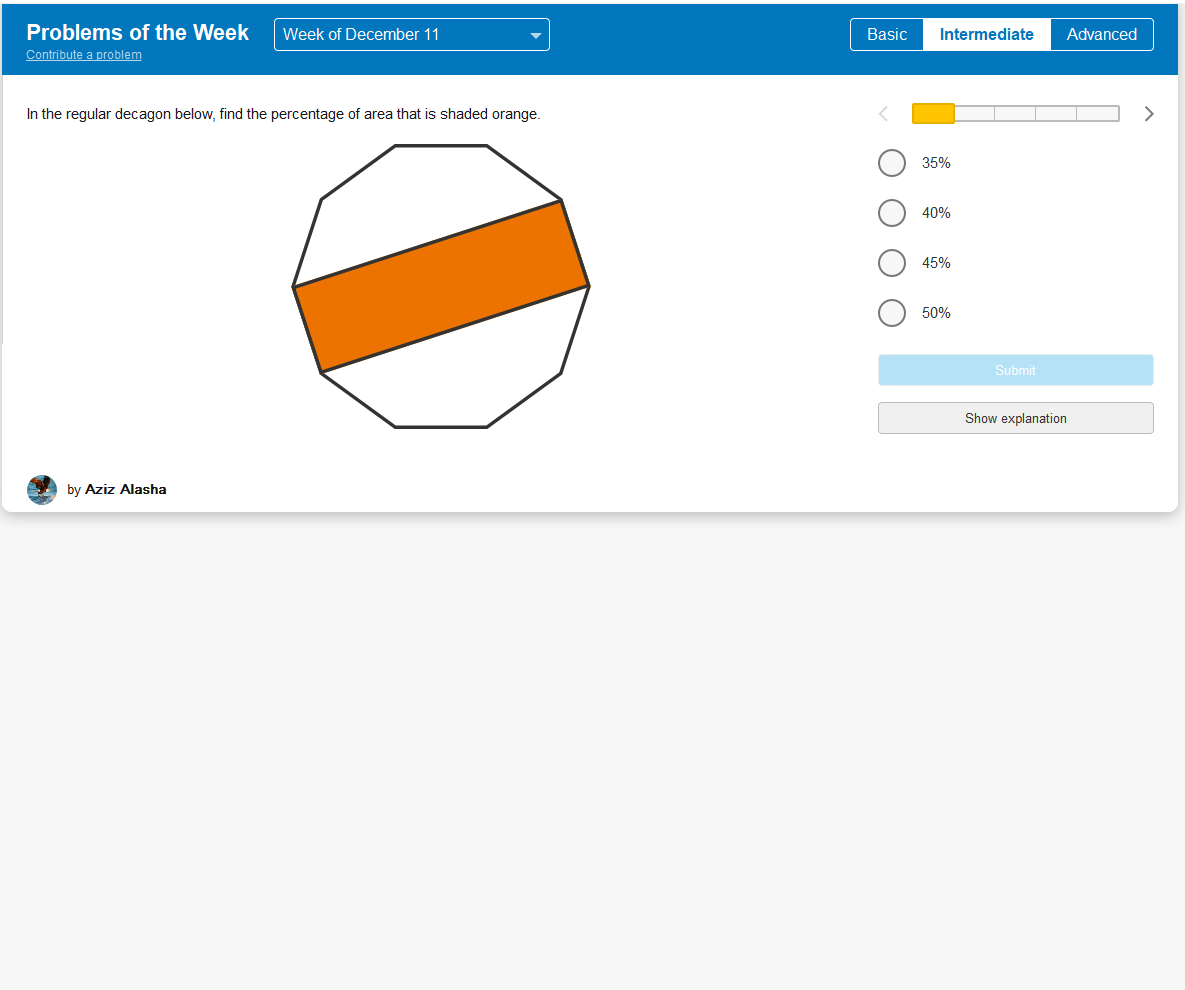 Problems of the Week
Contribute a problem
Week of December 11
Basic
Intermediate
Advanced
In the regular decagon below, find the percentage of area that is shaded orange.
35%
40%
45%
50%
Submit
Show explanation
by Aziz Alasha